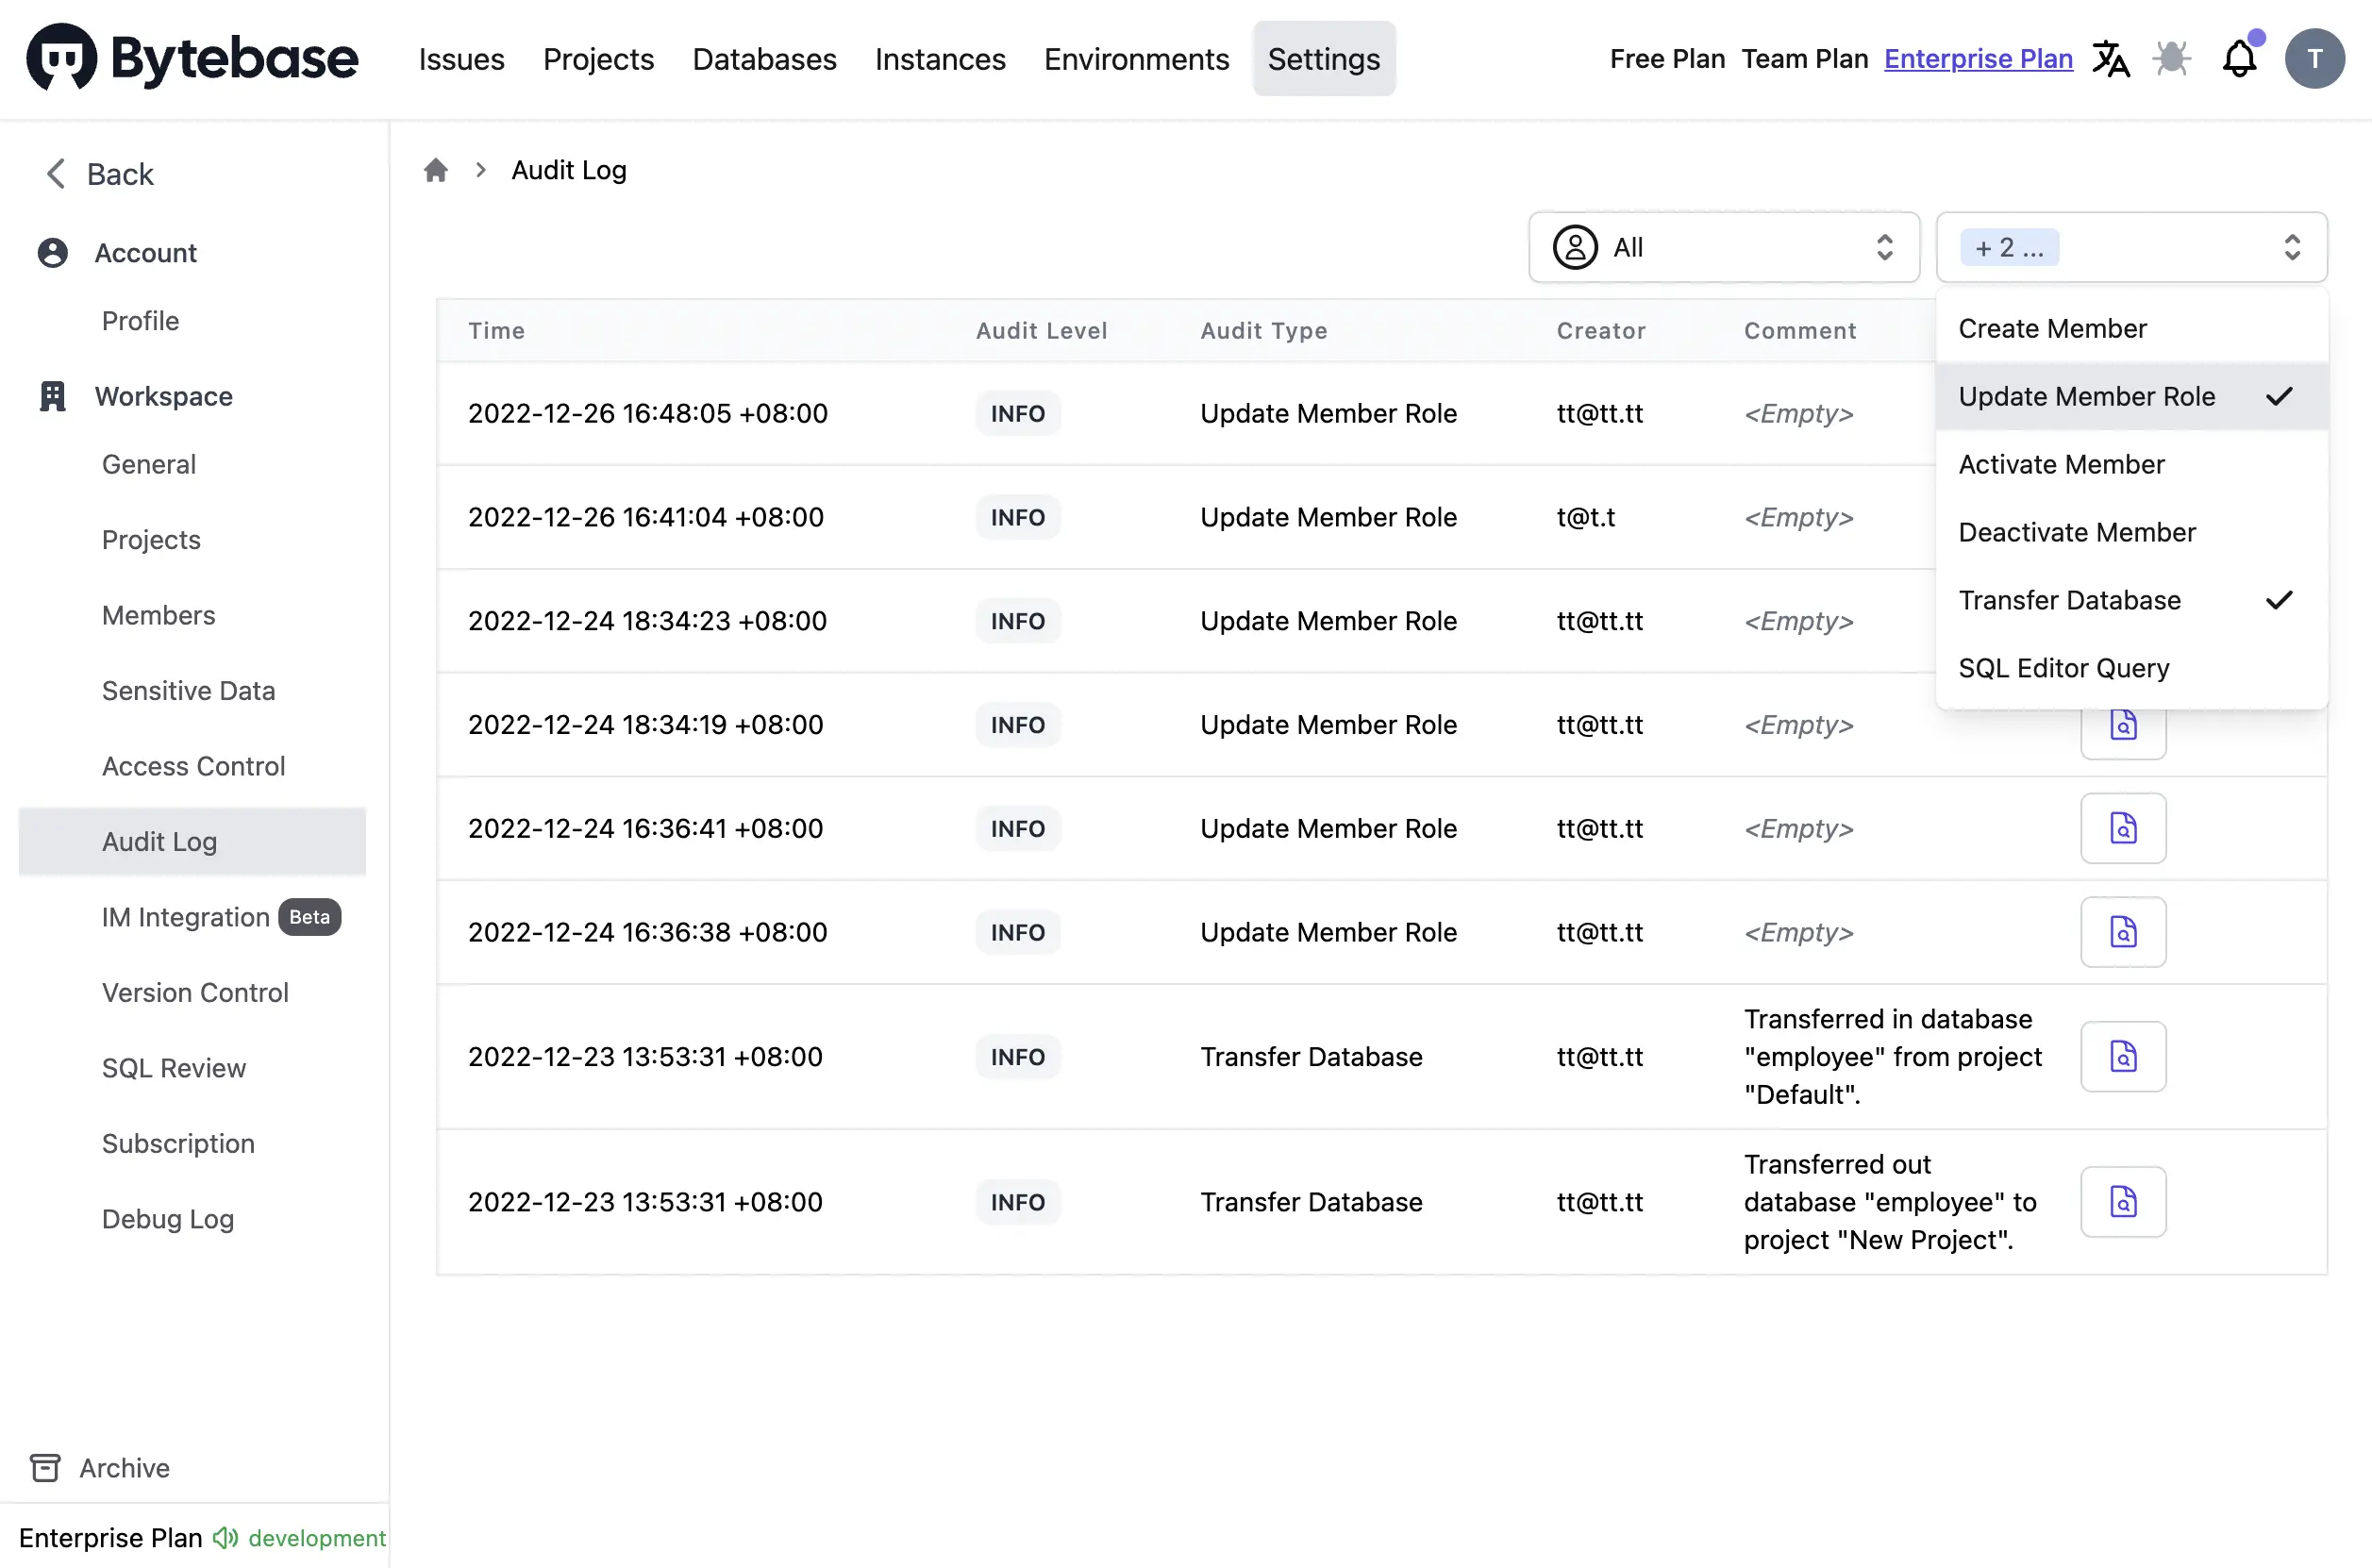 Bytebase Issues Projects Databases Instances Environments Settings Free Plan Team Plan Enterprise Plan T
Back
Account
Profile
Workspace
General
Projects
Members
Sensitive Data
Access Control
Audit Log
IM Integration Beta
Version Control
SQL Review
Subscription
Debug Log
Archive
Enterprise Plan development
Audit Log
All + 2 ...
Create Member
Update Member Role
Activate Member
Deactivate Member
Transfer Database
SQL Editor Query
Time Audit Level Audit Type Creator Comment
2022-12-26 16:48:05 +08:00 INFO Update Member Role tt@tt.tt <Empty>
2022-12-26 16:41:04 +08:00 INFO Update Member Role t@t.t <Empty>
2022-12-24 18:34:23 +08:00 INFO Update Member Role tt@tt.tt <Empty>
2022-12-24 18:34:19 +08:00 INFO Update Member Role tt@tt.tt <Empty>
2022-12-24 16:36:41 +08:00 INFO Update Member Role tt@tt.tt <Empty>
2022-12-24 16:36:38 +08:00 INFO Update Member Role tt@tt.tt <Empty>
2022-12-23 13:53:31 +08:00 INFO Transfer Database tt@tt.tt
Transferred in database
"employee" from project
"Default".
2022-12-23 13:53:31 +08:00 INFO Transfer Database tt@tt.tt
Transferred out
database "employee" to
project "New Project".